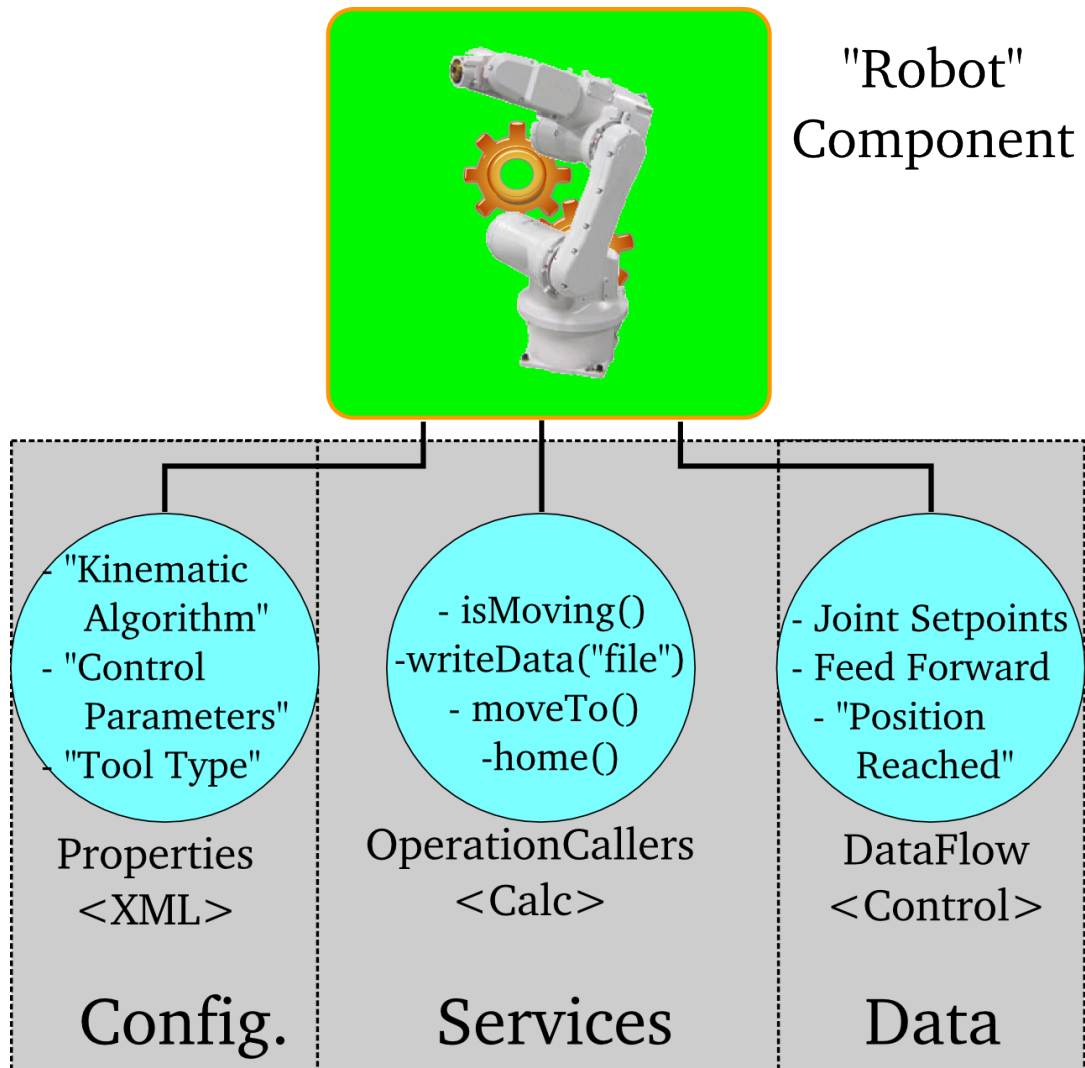 "Robot"
Component
- "Kinematic
Algorithm"
- "Control
Parameters"
- "Tool Type"
Properties
<XML>
Config.
- isMoving()
-writeData("file")
- moveTo()
-home()
OperationCallers
<Calc>
Services
- Joint Setpoints
- Feed Forward
- "Position
Reached"
DataFlow
<Control>
Data